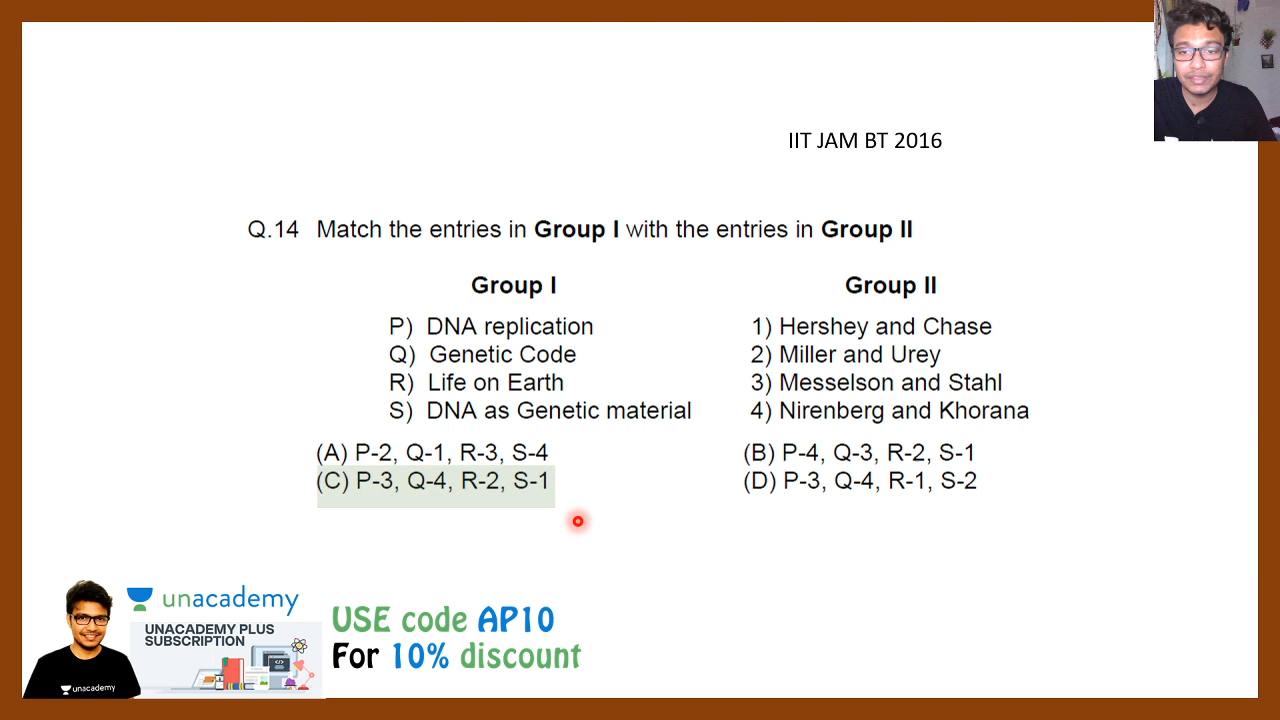 IIT JAM BT 2016
Q.14 Match the entries in Group I with the entries in Group II
Group I Group II
P) DNA replication 1) Hershey and Chase
Q) Genetic Code 2) Miller and Urey
R) Life on Earth 3) Messelson and Stahl
S) DNA as Genetic material 4) Nirenberg and Khorana
(A) P-2, Q-1, R-3, S-4 (B) P-4, Q-3, R-2, S-1
(C) P-3, Q-4, R-2, S-1 (D) P-3, Q-4, R-1, S-2
unacademy
UNACADEMY PLUS
SUBSCRIPTION
USE code AP10
For 10% discount
unacademy